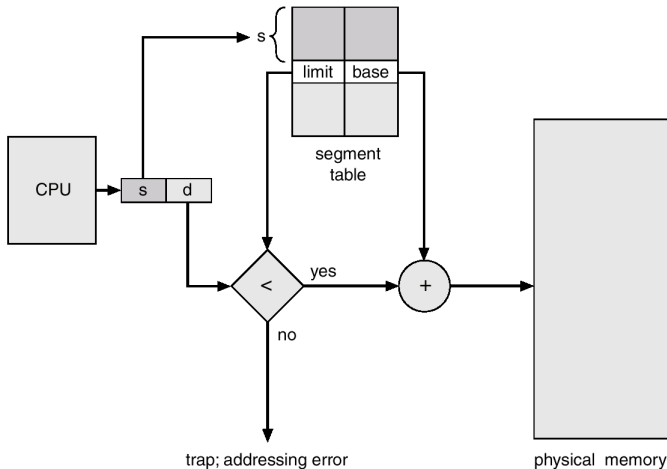 s
limit base
segment
table
CPU
s d
<
yes
+
no
trap; addressing error
physical memory